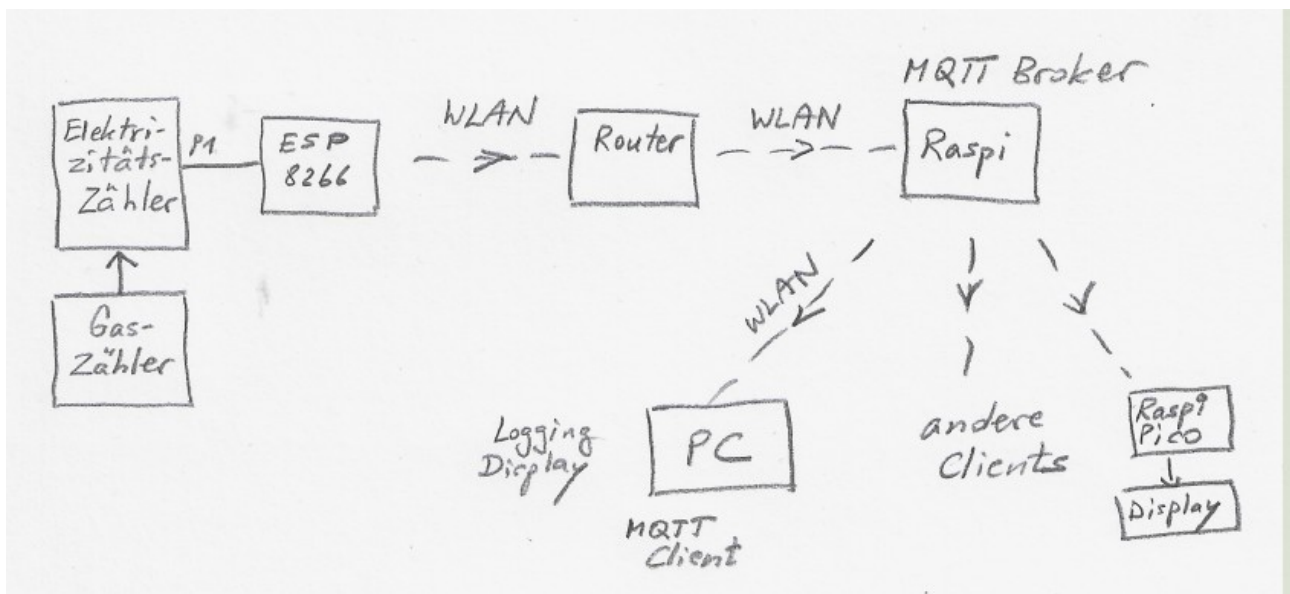 MQTT Broker
Elektri-
zitäts-
Zähler
P1
ESP
8266
WLAN
Router
WLAN
Raspi
Gas-
Zähler
WLAN
Logging
Display
PC
MQTT
Client
andere
Clients
Raspi
Pico
Display